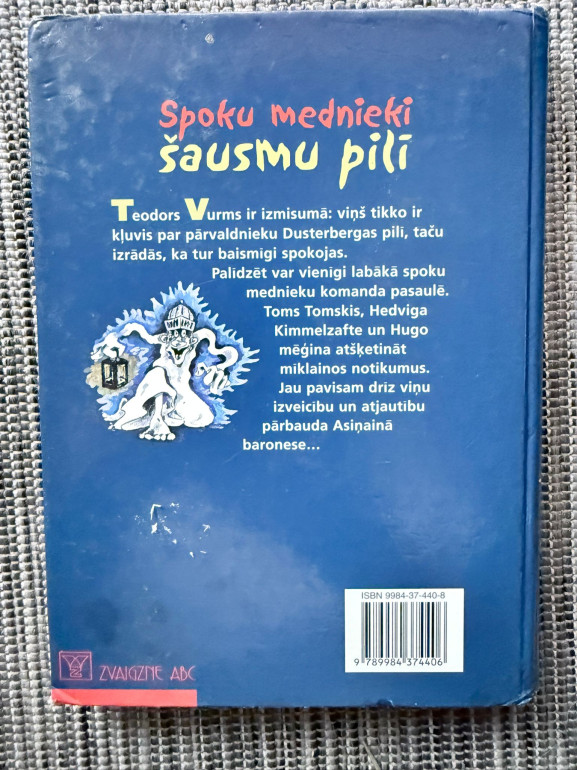 Spoku mednieki
šausmu pilī
Teodors Vurms ir izmisumā: viņš tikko ir
kļuvis par pārvaldnieku Dusterbergas pilī, taču
izrādās, ka tur baismīgi spokojas.
Palīdzēt var vienīgi labākā spoku
mednieku komanda pasaulē.
Toms Tomskis, Hedviga
Kimmelzafte un Hugo
mēģina atšķetināt
mīklainos notikumus.
Jau pavisam drīz viņu
izveicību un atjautību
pārbauda Asiņainā
baronese...
ISBN 9984-37-440-8
9 789984 374406
ZVAIGZNE ABC